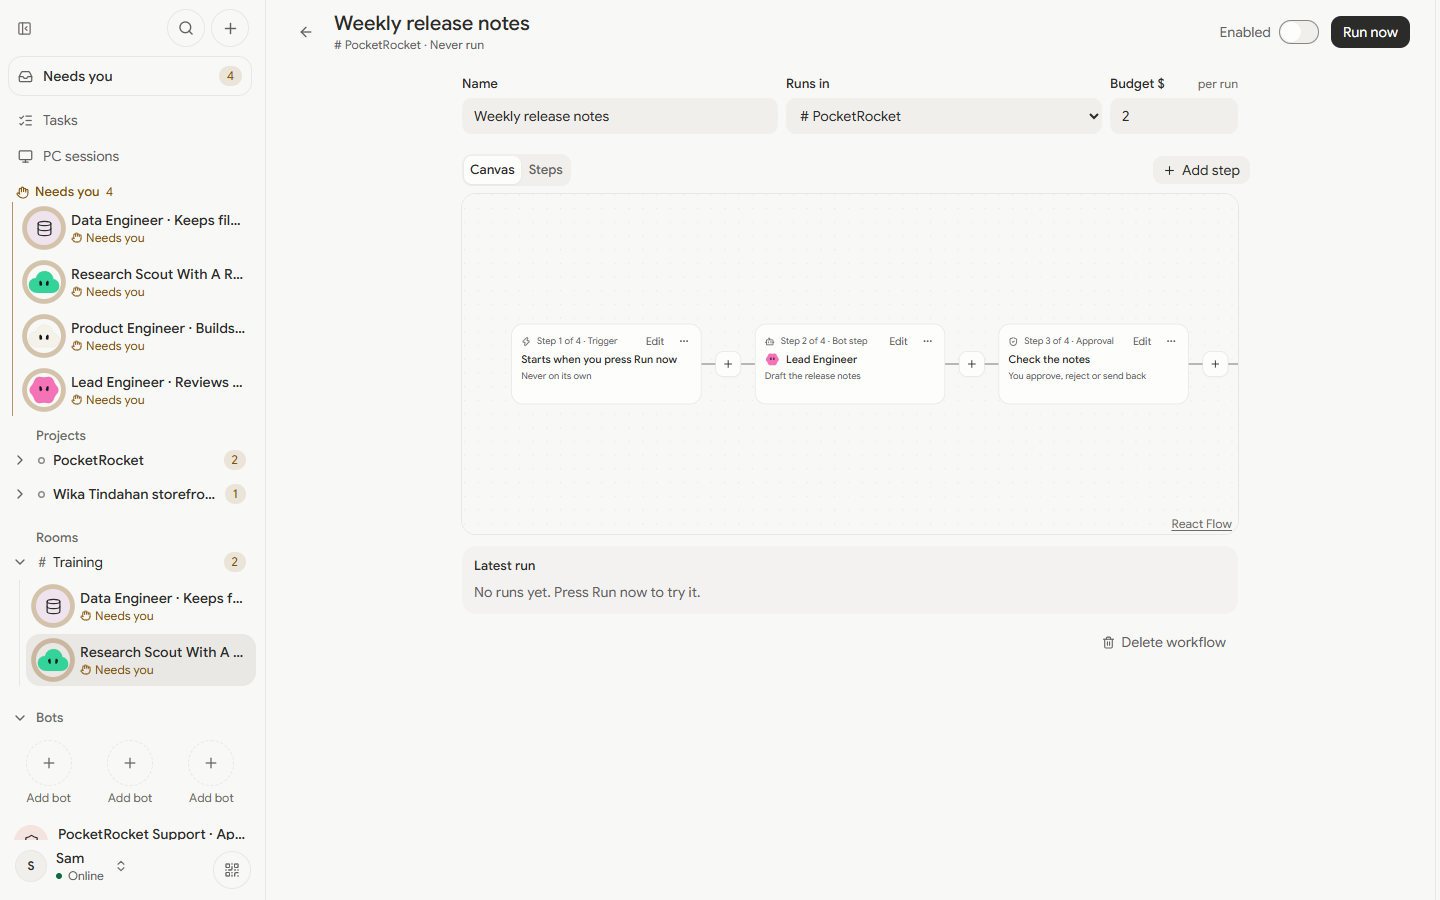 Needs you
4
Tasks
PC sessions
Needs you 4
Data Engineer · Keeps fil...
Needs you
Research Scout With A R...
Needs you
Product Engineer · Builds...
Needs you
Lead Engineer · Reviews ...
Needs you
Projects
PocketRocket
2
Wika Tindahan storefro...
1
Rooms
# Training
2
Data Engineer · Keeps f...
Needs you
Research Scout With A ...
Needs you
Bots
Add bot
Add bot
Add bot
PocketRocket Support · Ap...
S
Sam
Online
Weekly release notes
# PocketRocket · Never run
Enabled
Run now
Name
Weekly release notes
Runs in
# PocketRocket
Budget $
per run
2
Canvas
Steps
+ Add step
Step 1 of 4 · Trigger
Edit
Starts when you press Run now
Never on its own
Step 2 of 4 · Bot step
Edit
Lead Engineer
Draft the release notes
Step 3 of 4 · Approval
Edit
Check the notes
You approve, reject or send back
React Flow
Latest run
No runs yet. Press Run now to try it.
Delete workflow